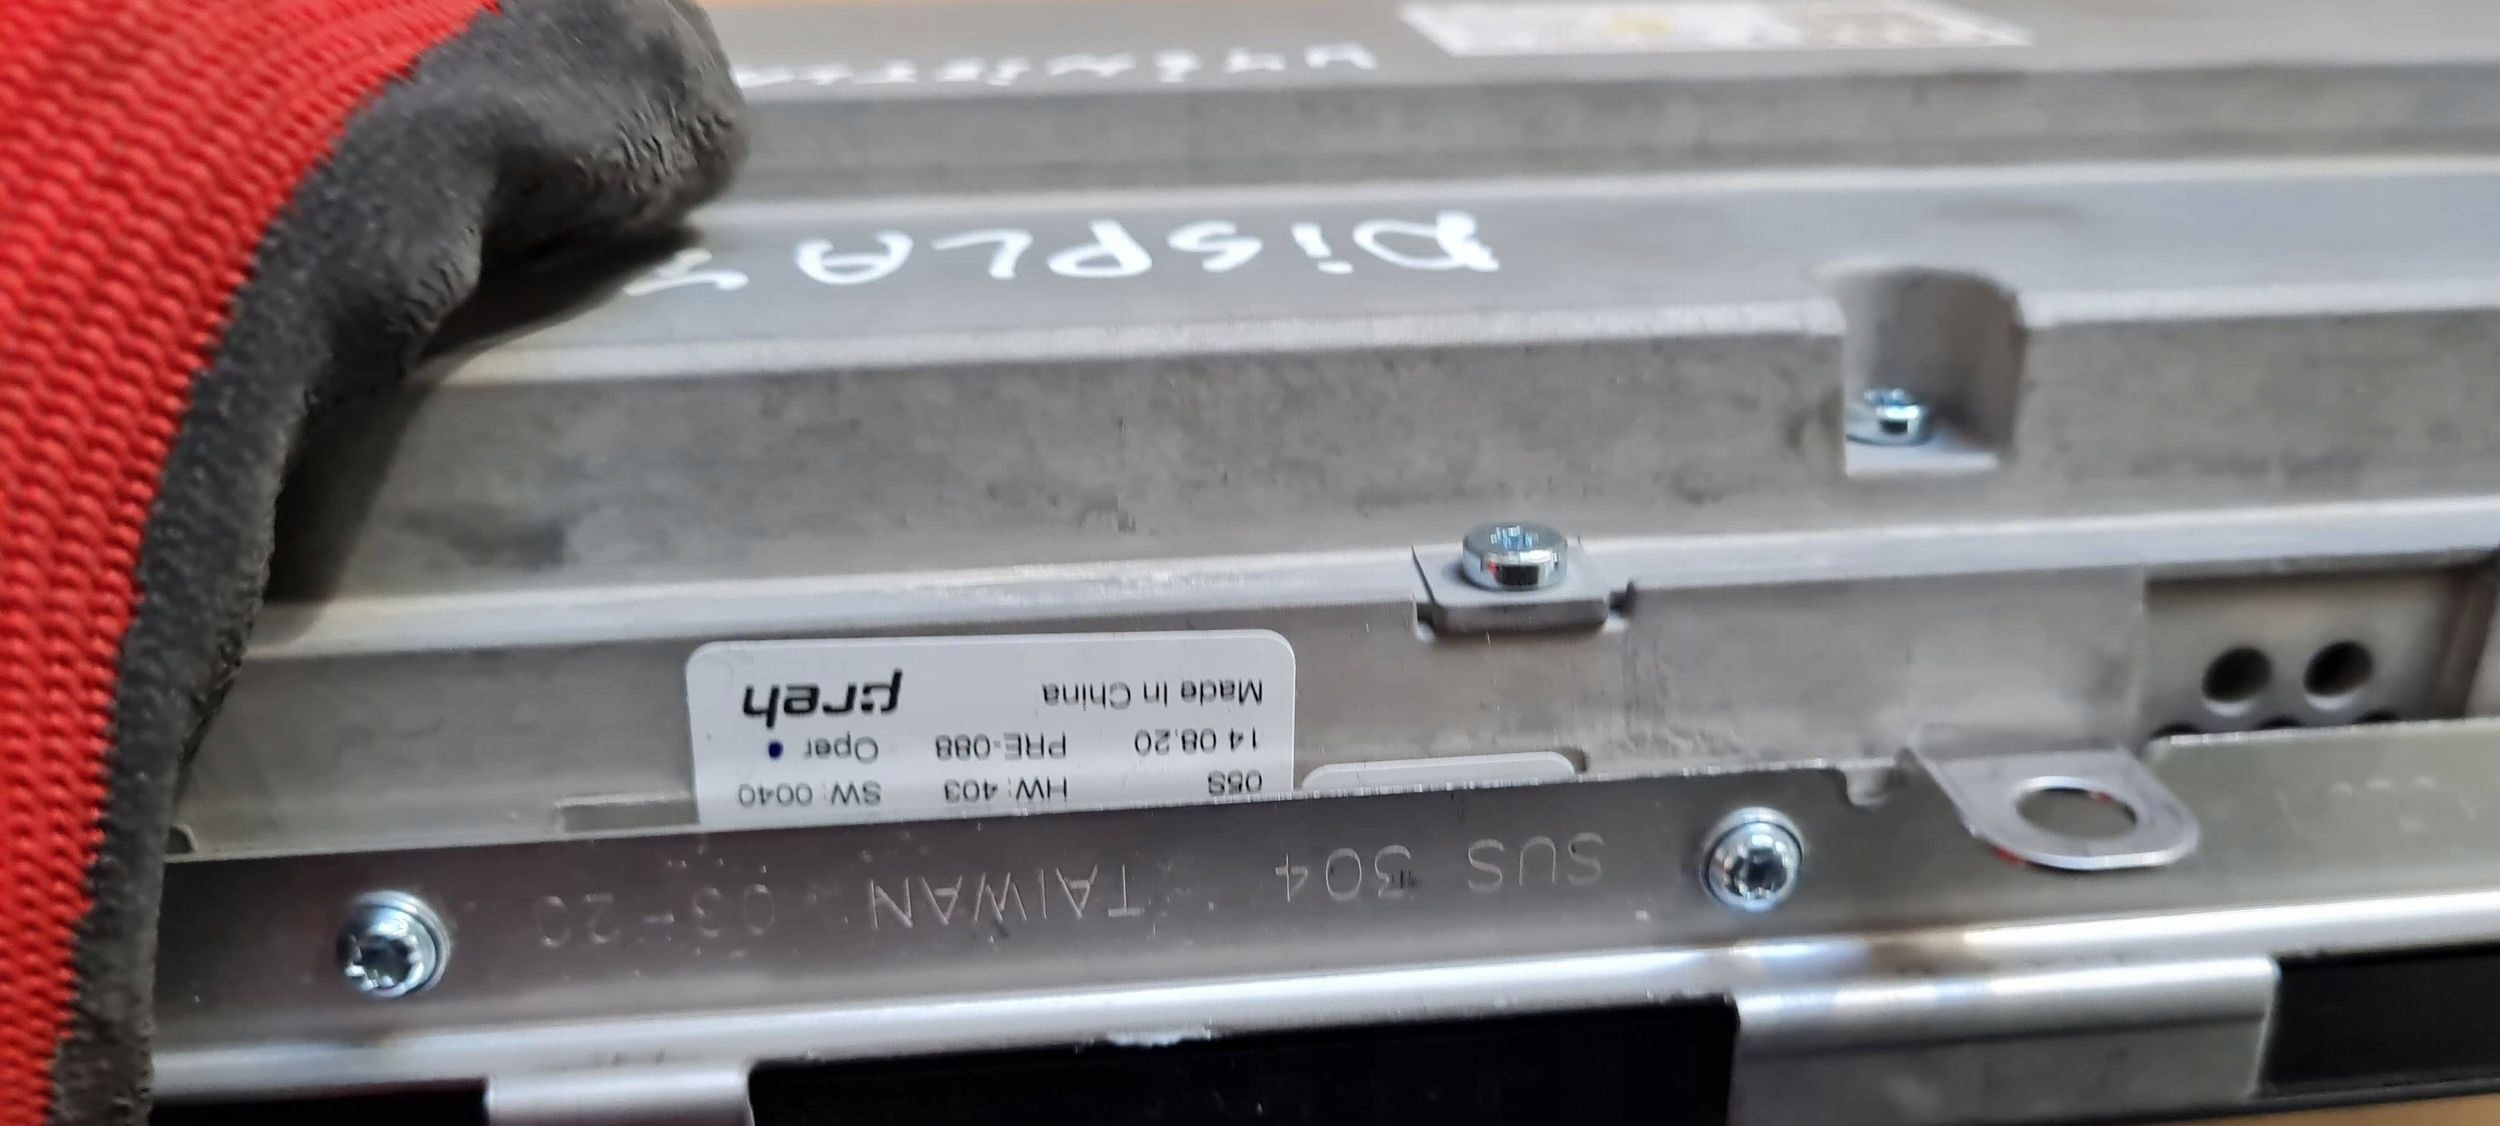 05S HW: 403 SW: 0040
14 08.20 PRE-088 Oper
Made In China preh
SUS 304 TAIWAN 03-20
DiSPLA